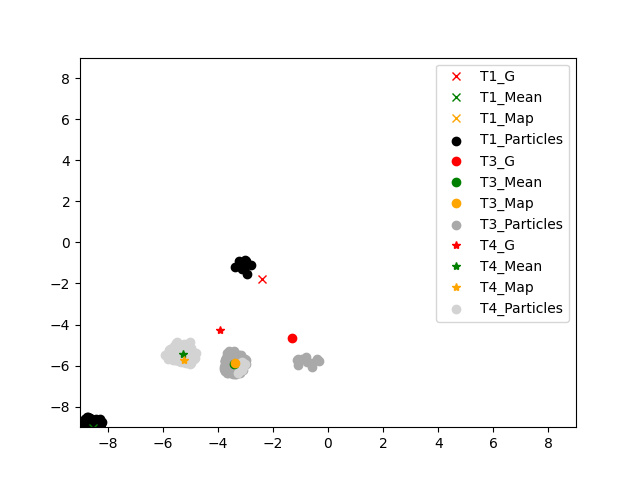 8
6
4
2
0
−2
−4
−6
−8
−8 −6 −4 −2 0 2 4 6 8
T1_G
T1_Mean
T1_Map
T1_Particles
T3_G
T3_Mean
T3_Map
T3_Particles
T4_G
T4_Mean
T4_Map
T4_Particles